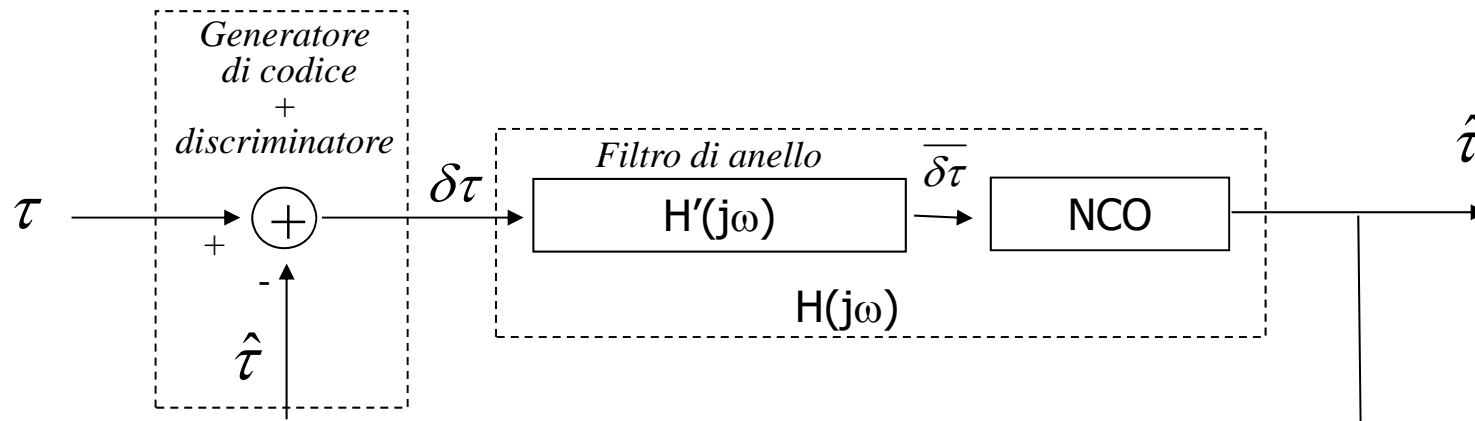 Generatore
di codice
+
discriminatore
τ
+
+
-
τ̂
δτ
Filtro di anello
H’(jω)
δτ̅
NCO
H(jω)
τ̂